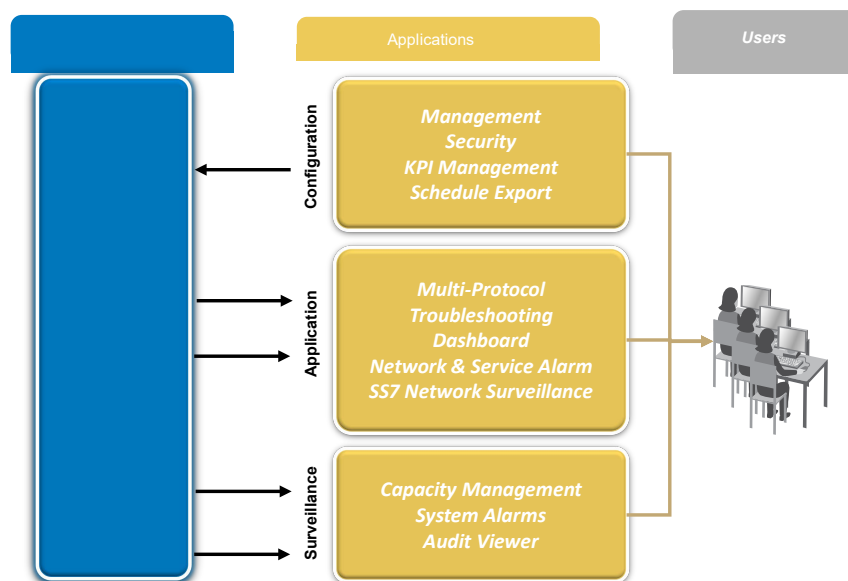 Applications
Users
Configuration
Management
Security
KPI Management
Schedule Export
Application
Multi-Protocol
Troubleshooting
Dashboard
Network & Service Alarm
SS7 Network Surveillance
Surveillance
Capacity Management
System Alarms
Audit Viewer